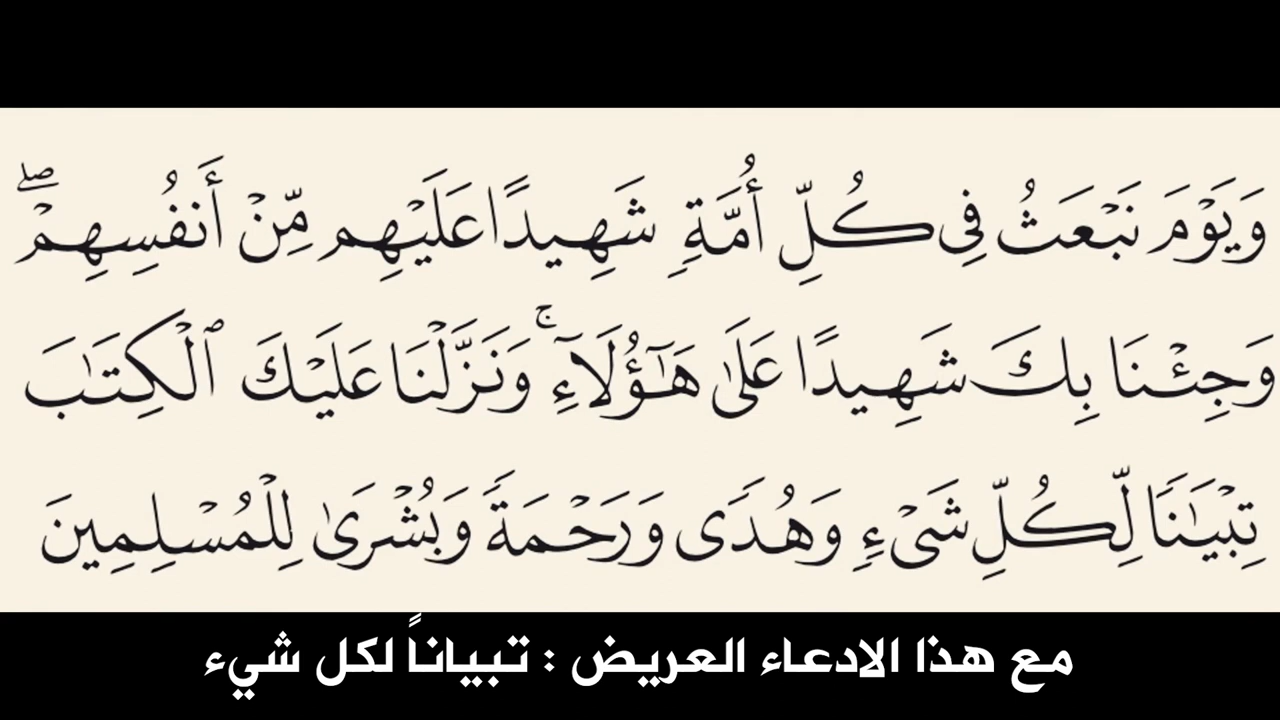 وَيَوْمَ نَبْعَثُ فِى كُلِّ أُمَّةٍ شَهِيدًا عَلَيْهِم مِّنْ أَنفُسِهِمْ ۖ
وَجِئْنَا بِكَ شَهِيدًا عَلَىٰ هَـٰٓؤُلَآءِ ۚ وَنَزَّلْنَا عَلَيْكَ ٱلْكِتَـٰبَ
تِبْيَـٰنًا لِّكُلِّ شَىْءٍ وَهُدًى وَرَحْمَةً وَبُشْرَىٰ لِلْمُسْلِمِينَ
مع هذا الادعاء العريض : تبياناً لكل شيء